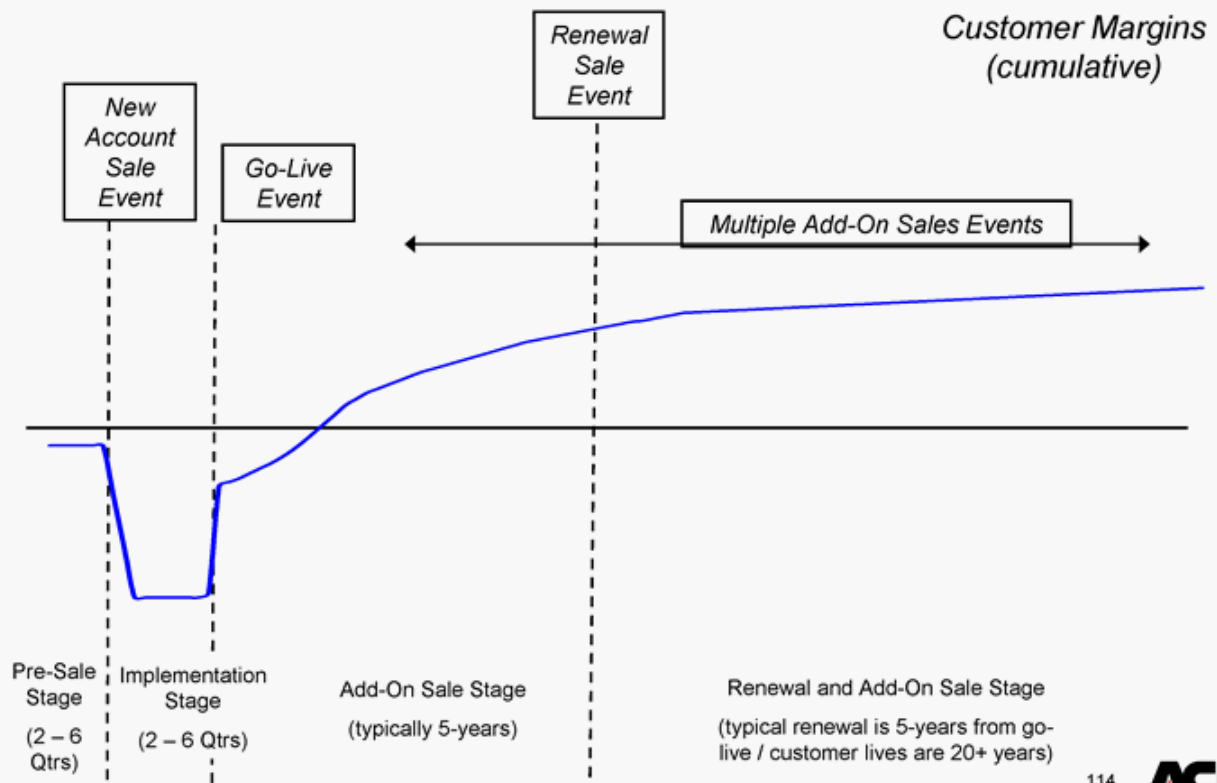 Customer Margins
(cumulative)
Renewal
Sale
Event
New
Account
Sale
Event
Go-Live
Event
Multiple Add-On Sales Events
Pre-Sale
Stage
(2 – 6
Qtrs)
Implementation
Stage
(2 – 6 Qtrs)
Add-On Sale Stage
(typically 5-years)
Renewal and Add-On Sale Stage
(typical renewal is 5-years from go-
live / customer lives are 20+ years)
114